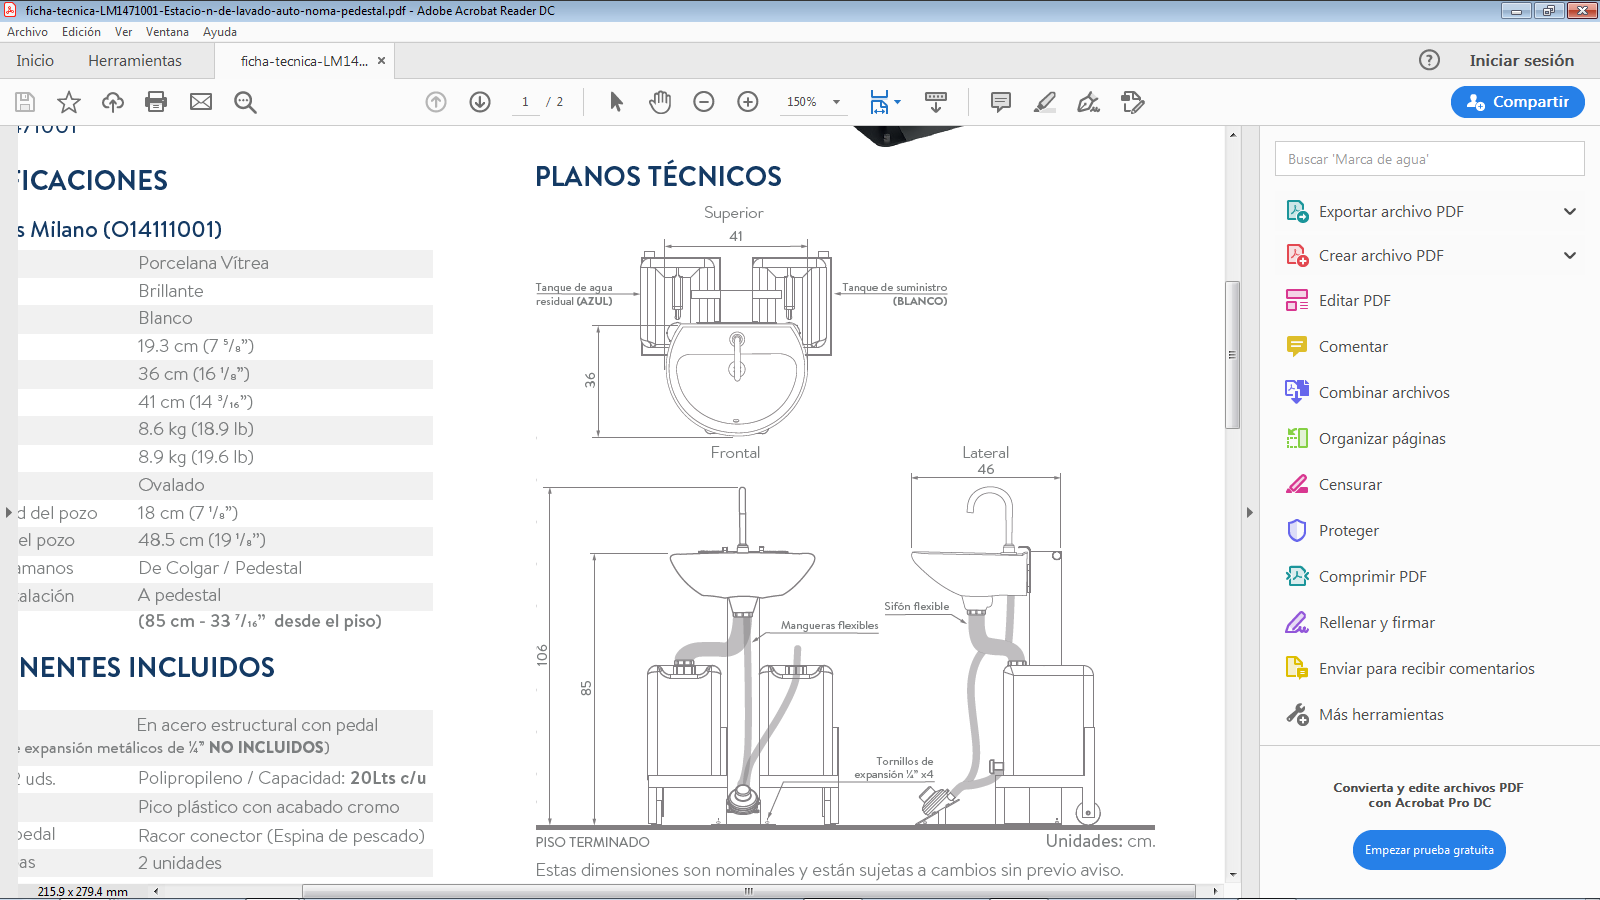 ficha-tecnica-LM1471001-Estacio-n-de-lavado-auto-noma-pedestal.pdf - Adobe Acrobat Reader DC
Archivo Edición Ver Ventana Ayuda
Inicio Herramientas ficha-tecnica-LM14... × Iniciar sesión
1 / 2 150% Compartir
471001
FICACIONES
s Milano (O14111001)
Porcelana Vítrea
Brillante
Blanco
19.3 cm (7 ⁵/₈”)
36 cm (16 ¹/₈”)
41 cm (14 ³/₁₆”)
8.6 kg (18.9 lb)
8.9 kg (19.6 lb)
Ovalado
d del pozo 18 cm (7 ¹/₈”)
el pozo 48.5 cm (19 ¹/₈”)
amanos De Colgar / Pedestal
talación A pedestal
(85 cm - 33 ⁷/₁₆” desde el piso)
NENTES INCLUIDOS
En acero estructural con pedal
e expansión metálicos de ¼” NO INCLUIDOS)
2 uds. Polipropileno / Capacidad: 20Lts c/u
Pico plástico con acabado cromo
pedal Racor conector (Espina de pescado)
as 2 unidades
PLANOS TÉCNICOS
Superior
41
Tanque de agua
residual (AZUL)
Tanque de suministro
(BLANCO)
36
Frontal
Lateral
46
106
85
Mangueras flexibles
Sifón flexible
Tornillos de
expansión ¼” x4
PISO TERMINADO
Unidades: cm.
Estas dimensiones son nominales y están sujetas a cambios sin previo aviso.
215.9 x 279.4 mm
Buscar 'Marca de agua'
Exportar archivo PDF
Crear archivo PDF
Editar PDF
Comentar
Combinar archivos
Organizar páginas
Censurar
Proteger
Comprimir PDF
Rellenar y firmar
Enviar para recibir comentarios
Más herramientas
Convierta y edite archivos PDF
con Acrobat Pro DC
Empezar prueba gratuita